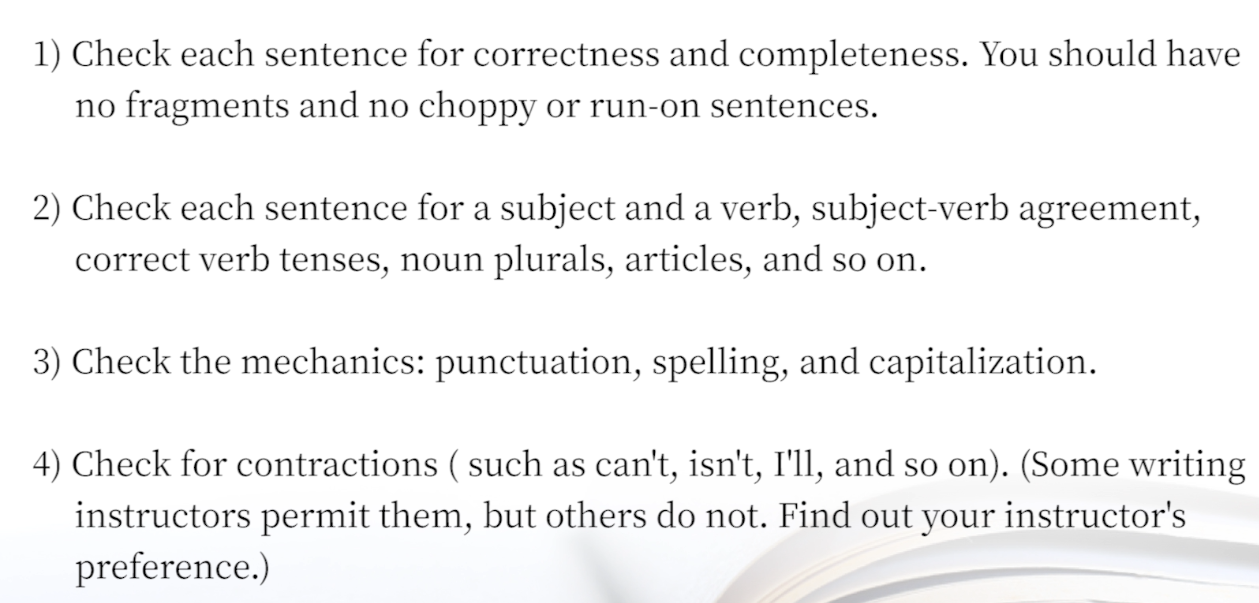 1) Check each sentence for correctness and completeness. You should have
no fragments and no choppy or run-on sentences.
2) Check each sentence for a subject and a verb, subject-verb agreement,
correct verb tenses, noun plurals, articles, and so on.
3) Check the mechanics: punctuation, spelling, and capitalization.
4) Check for contractions ( such as can't, isn't, I'll, and so on). (Some writing
instructors permit them, but others do not. Find out your instructor's
preference.)